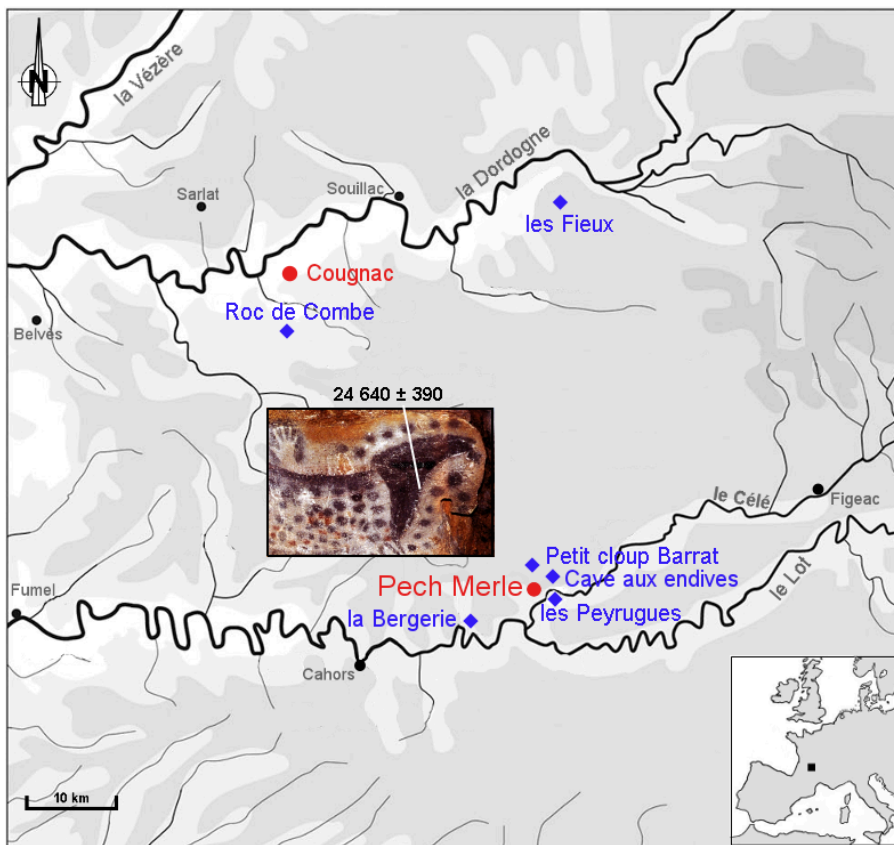 N
la Vézère
Sarlat
Souillac
la Dordogne
les Fieux
Cougnac
Roc de Combe
Belvès
24 640 ± 390
le Célé
Figeac
Petit cloup Barrat
Cave aux endives
Pech Merle
les Peyrugues
le Lot
Fumel
la Bergerie
Cahors
10 km